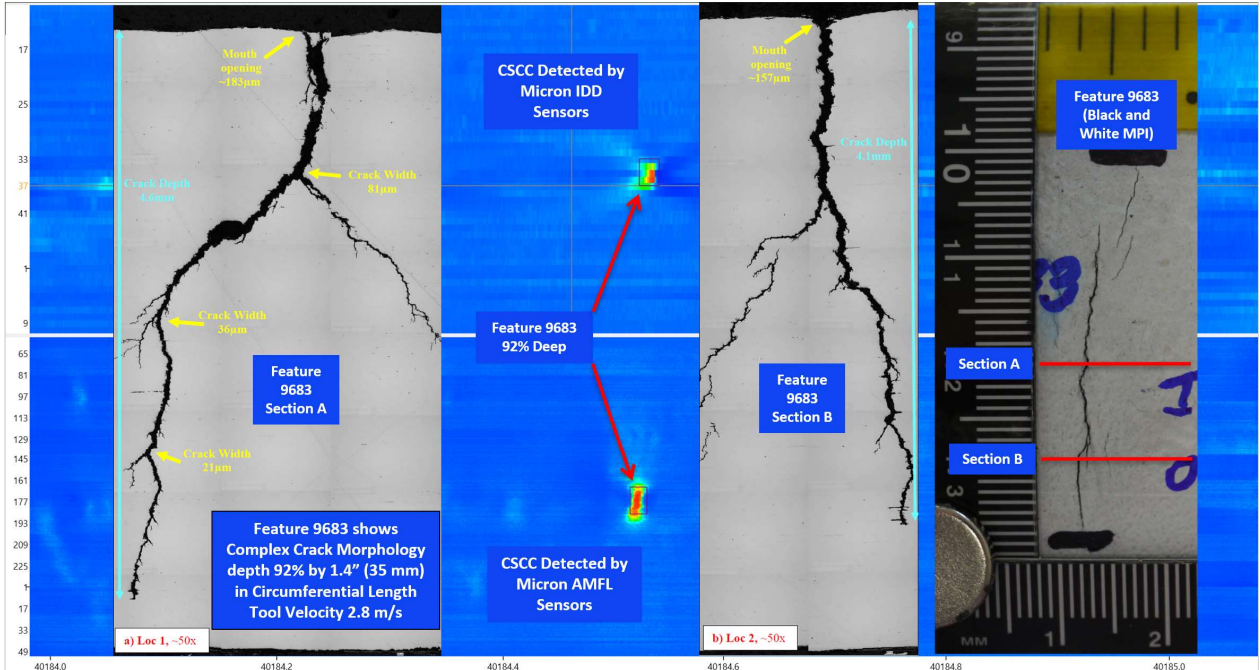 17
25
33
37
41
1
9
65
81
97
113
129
145
161
177
193
209
225
1
17
33
49
40184.0
40184.2
40184.4
40184.6
40184.8
40185.0
Mouth
opening
~183µm
Crack Depth
4.6mm
Crack Width
81µm
Crack Width
36µm
Crack Width
21µm
Feature
9683
Section A
Feature 9683 shows
Complex Crack Morphology
depth 92% by 1.4” (35 mm)
in Circumferential Length
Tool Velocity 2.8 m/s
a) Loc 1, ~50x
CSCC Detected by
Micron IDD
Sensors
Feature 9683
92% Deep
CSCC Detected by
Micron AMFL
Sensors
Mouth
opening
~157µm
Crack Depth
4.1mm
Feature
9683
Section B
b) Loc 2, ~50x
Feature 9683
(Black and
White MPI)
9
10
11
Section A
2
Section B
3
MM
1
2